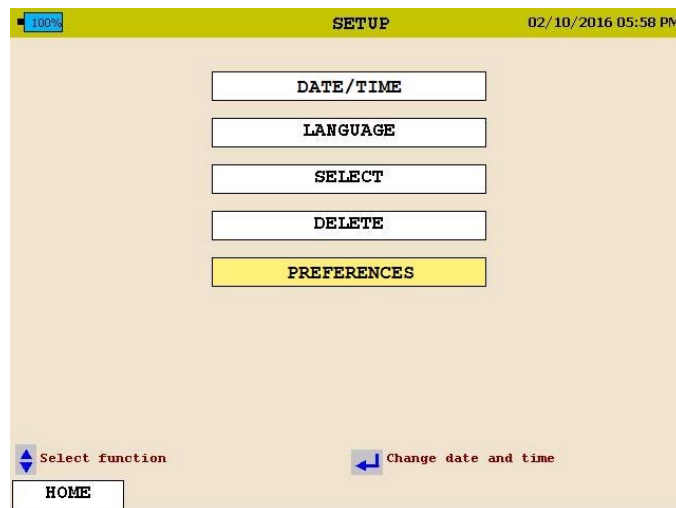 100% SETUP 02/10/2016 05:58 PM
DATE/TIME
LANGUAGE
SELECT
DELETE
PREFERENCES
Select function Change date and time
HOME